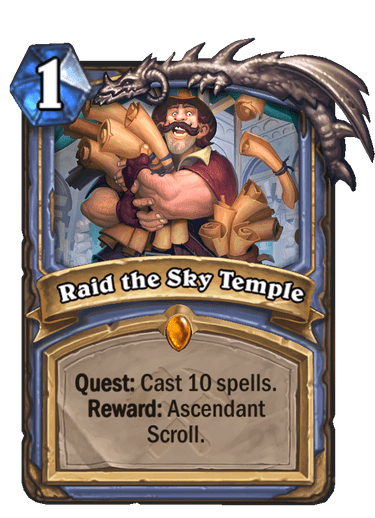 1
Raid the Sky Temple
Quest: Cast 10 spells.
Reward: Ascendant
Scroll.